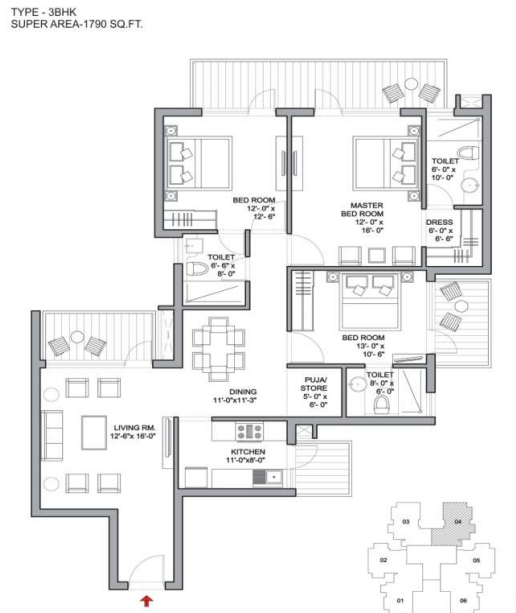 TYPE - 3BHK
SUPER AREA-1790 SQ.FT.
TOILET
6'- 0" x
10'- 0"
BED ROOM
12'- 0" x
12'- 6"
MASTER
BED ROOM
12'- 0" x
16'- 0"
DRESS
6'- 0" x
6'- 6"
TOILET
6'- 6" x
8'- 0"
BED ROOM
13'- 0" x
10'- 6"
TOILET
8'- 0" x
6'- 0"
DINING
11'-0"x11'-3"
PUJA/
STORE
5'- 0" x
6'- 0"
LIVING RM.
12'-6"x 16'-0"
KITCHEN
11'-0"x8'-0"
03
04
02
05
01
06